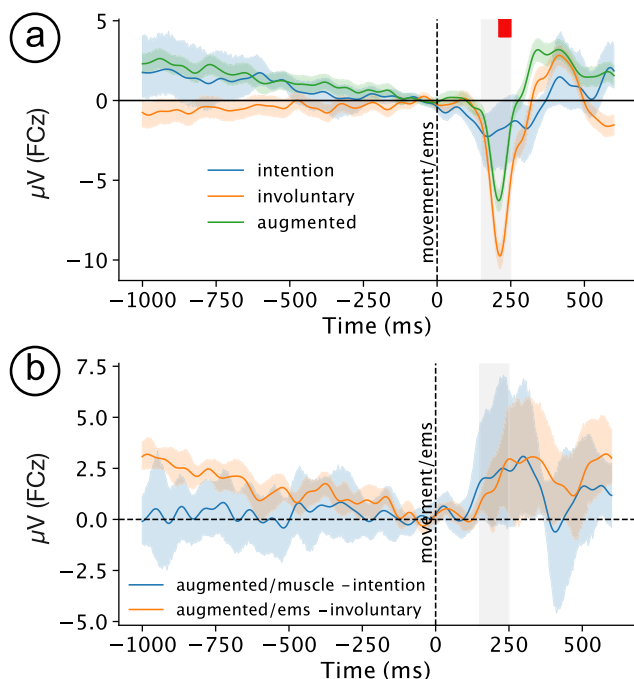 a
5
0
−5
−10
µV (FCz)
intention
involuntary
augmented
movement/ems
−1000 −750 −500 −250 0 250 500
Time (ms)
b
7.5
5.0
2.5
0.0
−2.5
−5.0
µV (FCz)
movement/ems
augmented/muscle −intention
augmented/ems −involuntary
−1000 −750 −500 −250 0 250 500
Time (ms)